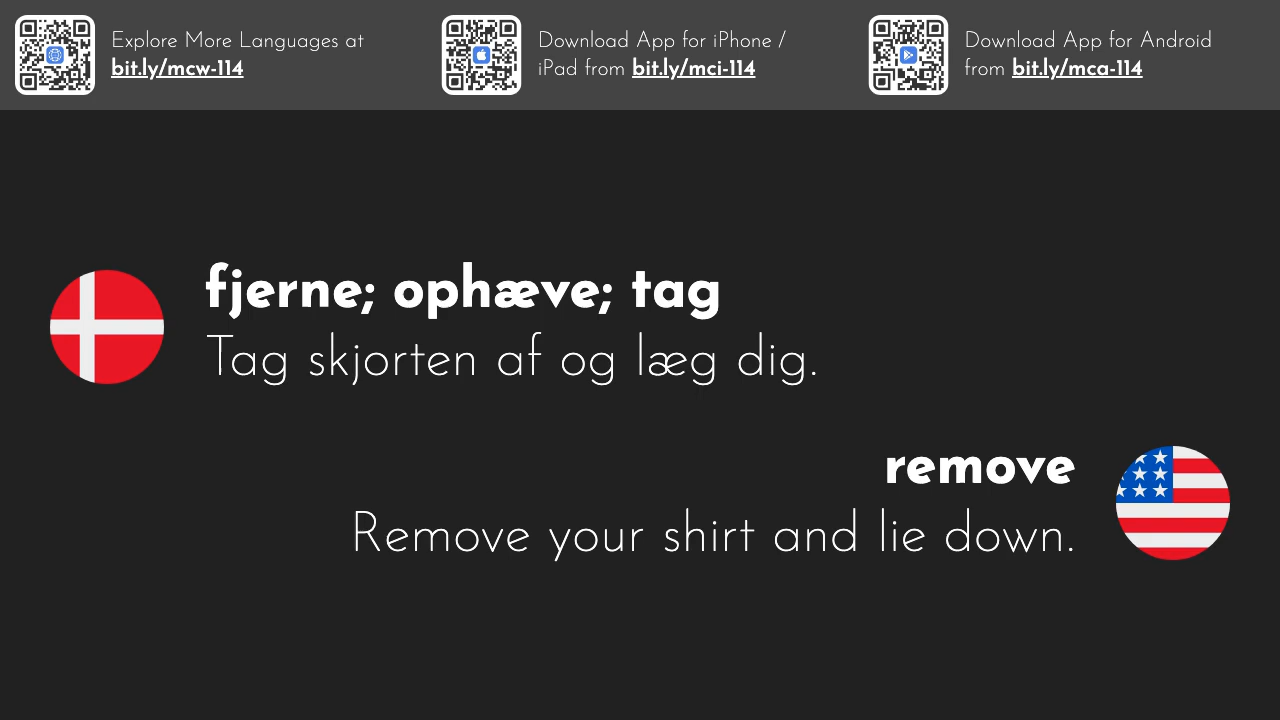 Explore More Languages at
bit.ly/mcw-114
Download App for iPhone /
iPad from bit.ly/mci-114
Download App for Android
from bit.ly/mca-114
fjerne; ophæve; tag
Tag skjorten af og læg dig.
remove
Remove your shirt and lie down.